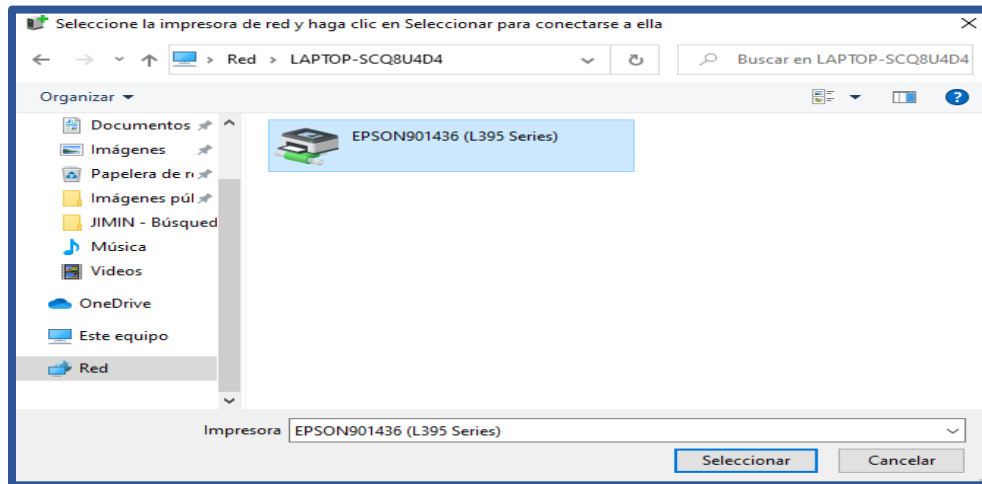 Seleccione la impresora de red y haga clic en Seleccionar para conectarse a ella
Red > LAPTOP-SCQ8U4D4
Buscar en LAPTOP-SCQ8U4D4
Organizar
Documentos
Imágenes
Papelera de r
Imágenes púl
JIMIN - Búsqued
Música
Videos
OneDrive
Este equipo
Red
EPSON901436 (L395 Series)
Impresora EPSON901436 (L395 Series)
Seleccionar Cancelar